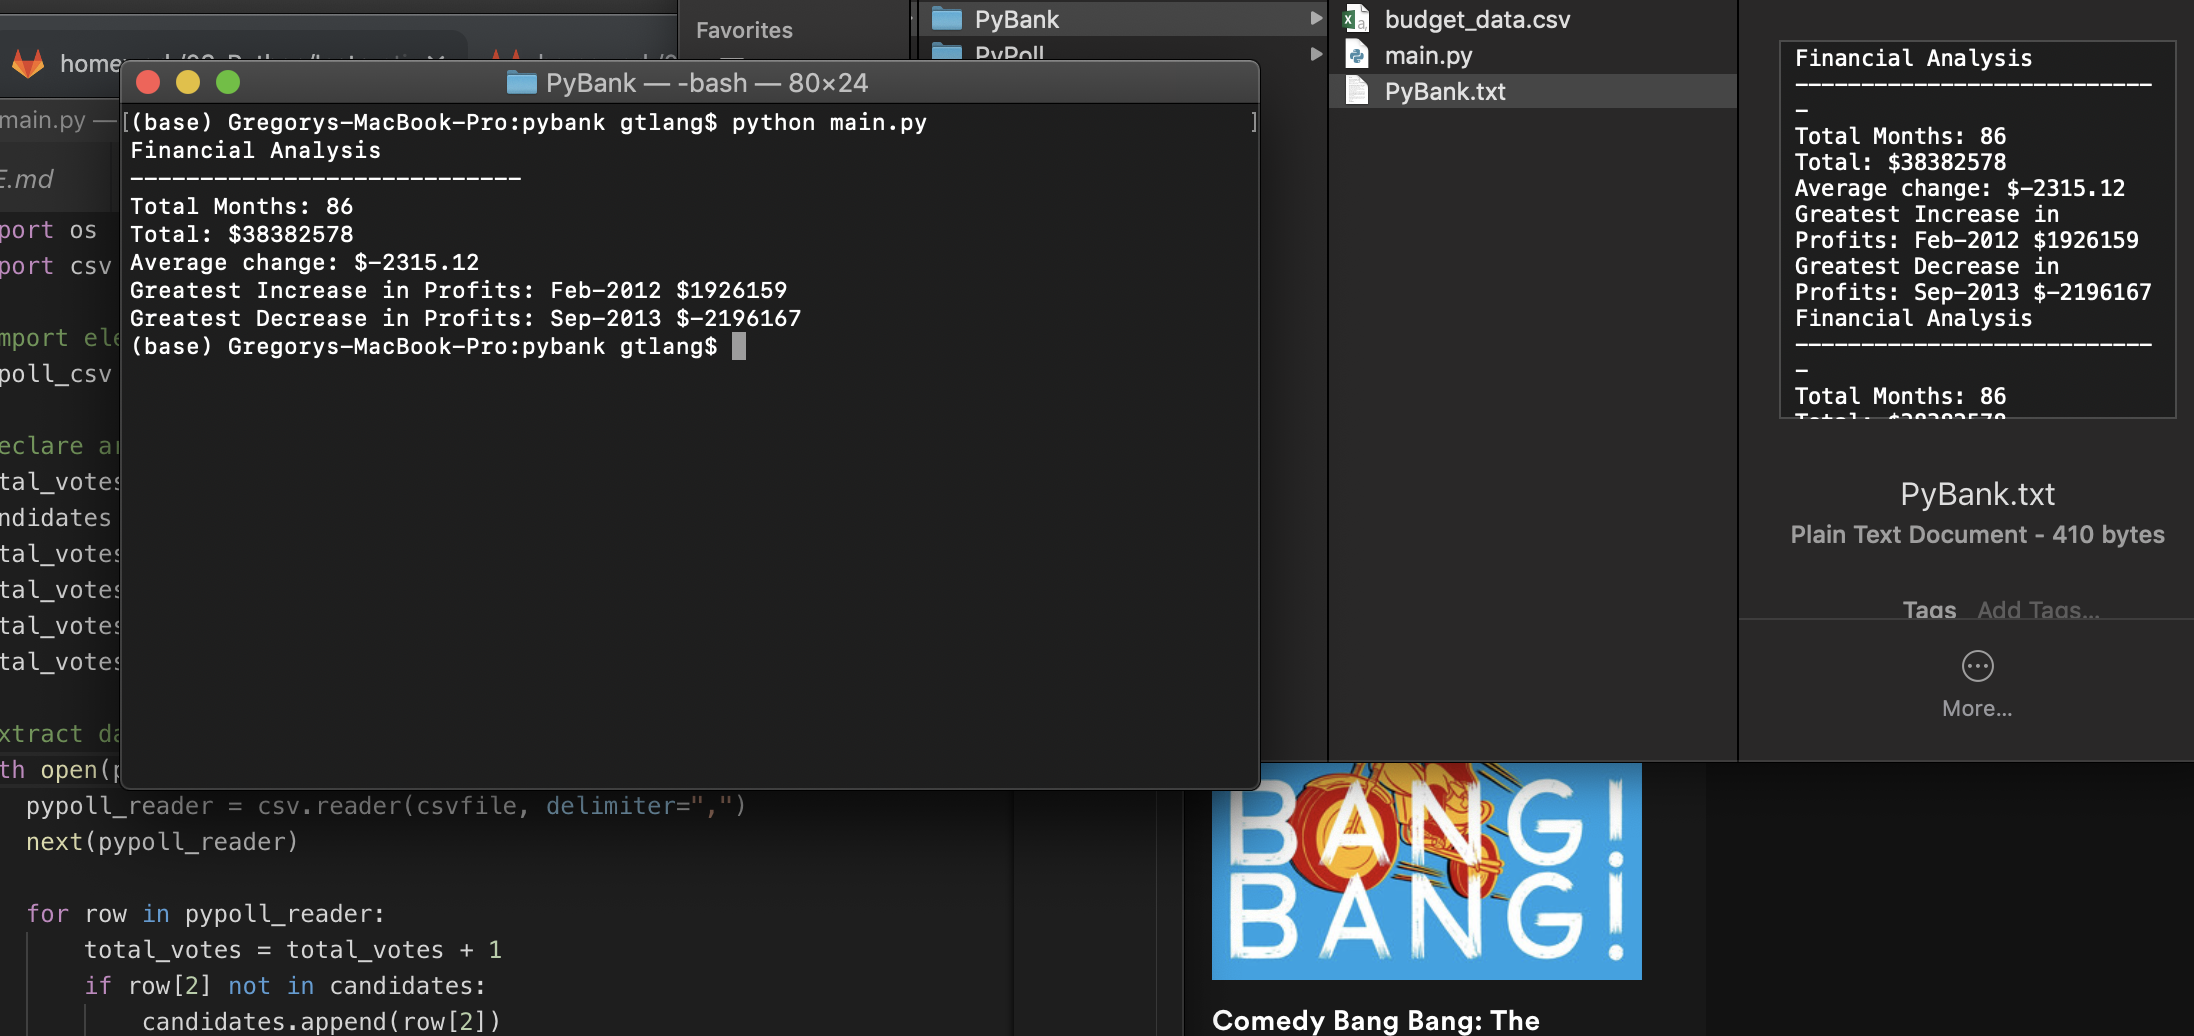 Favorites
PyBank
PyPoll
budget_data.csv
main.py
PyBank.txt
main.py —
E.md
port os
port csv
mport ele
poll_csv
eclare ar
tal_votes
ndidates
tal_votes
tal_votes
tal_votes
tal_votes
xtract da
th open(p
pypoll_reader = csv.reader(csvfile, delimiter=",")
next(pypoll_reader)
for row in pypoll_reader:
total_votes = total_votes + 1
if row[2] not in candidates:
candidates.append(row[2])
PyBank — -bash — 80×24
[(base) Gregorys-MacBook-Pro:pybank gtlang$ python main.py ]
Financial Analysis
----------------------------
Total Months: 86
Total: $38382578
Average change: $-2315.12
Greatest Increase in Profits: Feb-2012 $1926159
Greatest Decrease in Profits: Sep-2013 $-2196167
(base) Gregorys-MacBook-Pro:pybank gtlang$
Financial Analysis
---------------------------
-
Total Months: 86
Total: $38382578
Average change: $-2315.12
Greatest Increase in
Profits: Feb-2012 $1926159
Greatest Decrease in
Profits: Sep-2013 $-2196167
Financial Analysis
---------------------------
-
Total Months: 86
Total: $38382578
PyBank.txt
Plain Text Document - 410 bytes
Tags Add Tags...
More...
BANG!
BANG!
Comedy Bang Bang: The